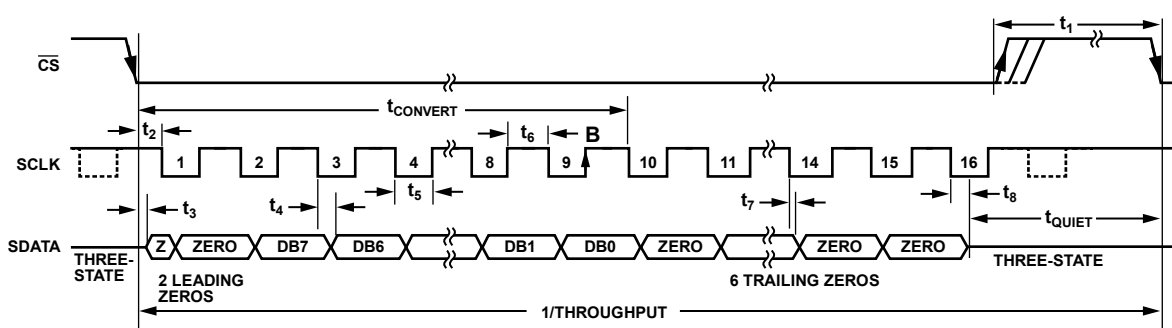 t1
CS
tCONVERT
t2
t6
B
SCLK
1 2 3 4 8 9 10 11 14 15 16
t3
t4
t5
t7
t8
tQUIET
SDATA
Z ZERO DB7 DB6 DB1 DB0 ZERO ZERO ZERO
THREE-
STATE
2 LEADING
ZEROS
6 TRAILING ZEROS
THREE-STATE
1/THROUGHPUT